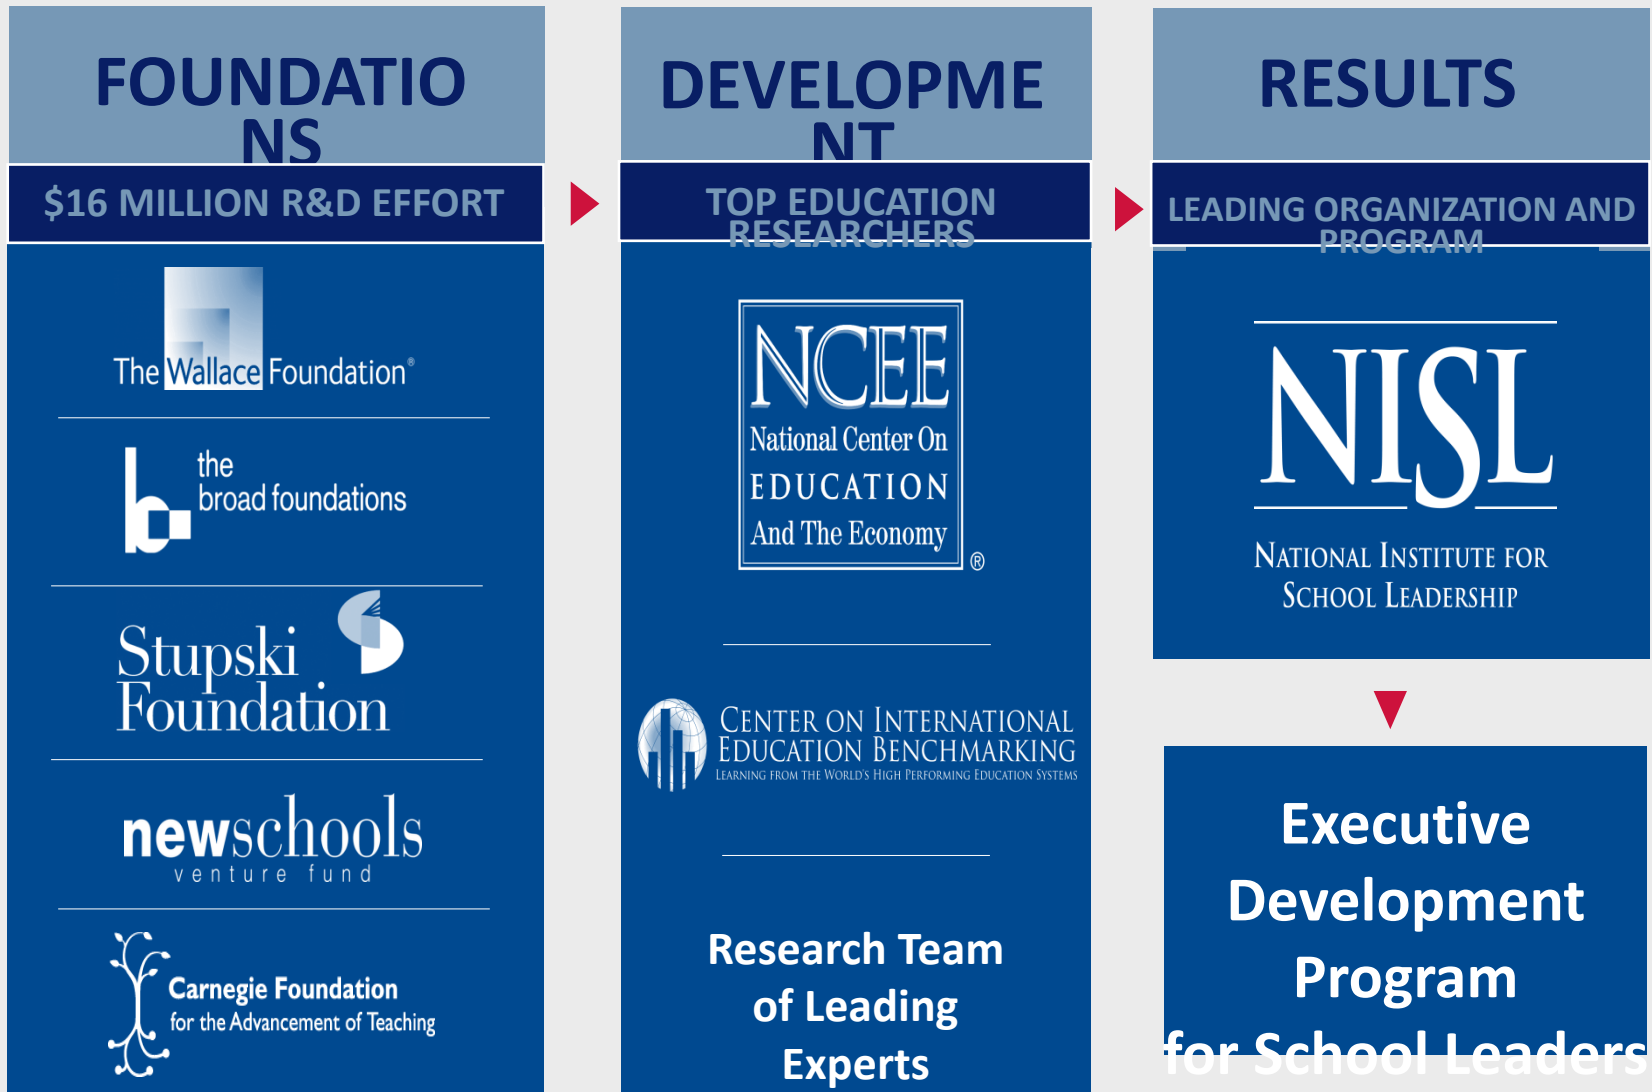 FOUNDATIO
NS
$16 MILLION R&D EFFORT
The Wallace Foundation®
the
broad foundations
Stupski
Foundation
newschools
venture fund
Carnegie Foundation
for the Advancement of Teaching
DEVELOPME
NT
TOP EDUCATION
RESEARCHERS
NCEE
National Center On
EDUCATION
And The Economy
®
CENTER ON INTERNATIONAL
EDUCATION BENCHMARKING
LEARNING FROM THE WORLD'S HIGH PERFORMING EDUCATION SYSTEMS
Research Team
of Leading
Experts
RESULTS
LEADING ORGANIZATION AND
PROGRAM
NISL
NATIONAL INSTITUTE FOR
SCHOOL LEADERSHIP
Executive
Development
Program
for School Leaders